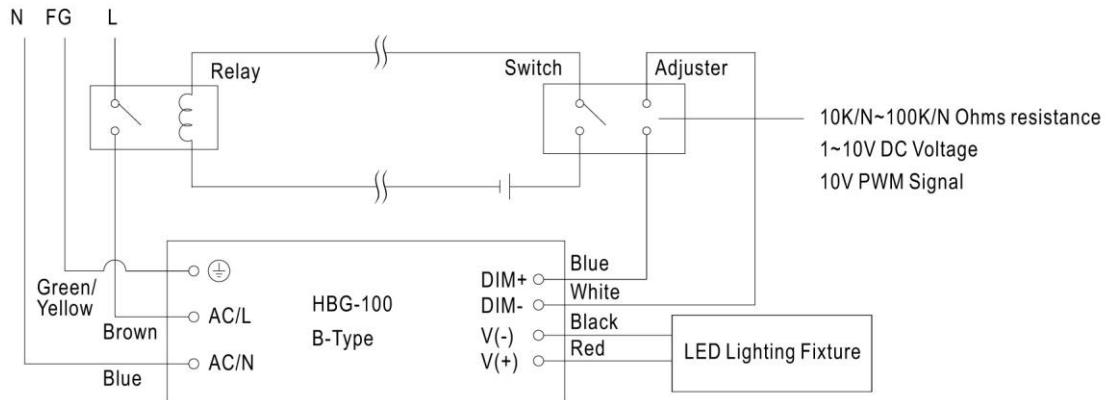 N FG L
Relay
Switch
Adjuster
10K/N~100K/N Ohms resistance
1~10V DC Voltage
10V PWM Signal
Green/
Yellow
Brown
Blue
AC/L
AC/N
HBG-100
B-Type
DIM+
DIM-
V(-)
V(+)
Blue
White
Black
Red
LED Lighting Fixture